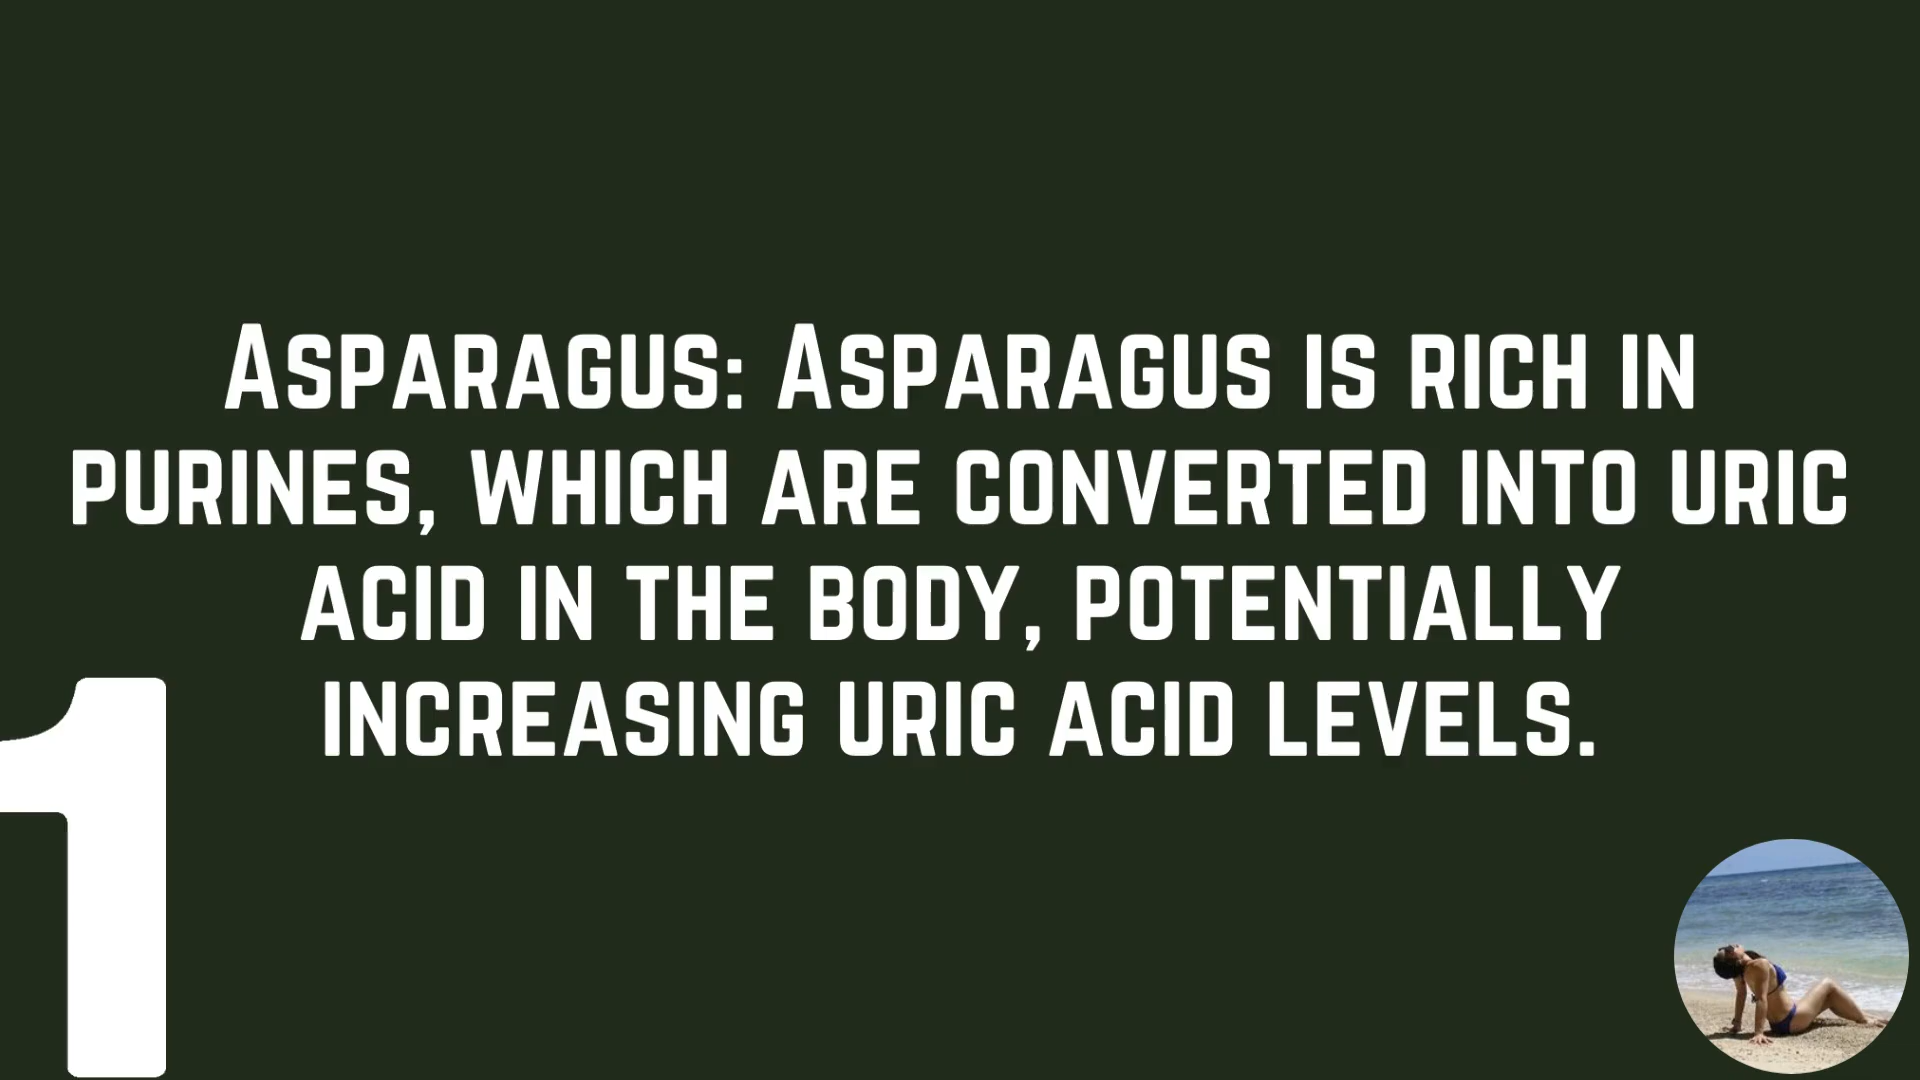 Asparagus: Asparagus is rich in
purines, which are converted into uric
acid in the body, potentially
increasing uric acid levels.
1